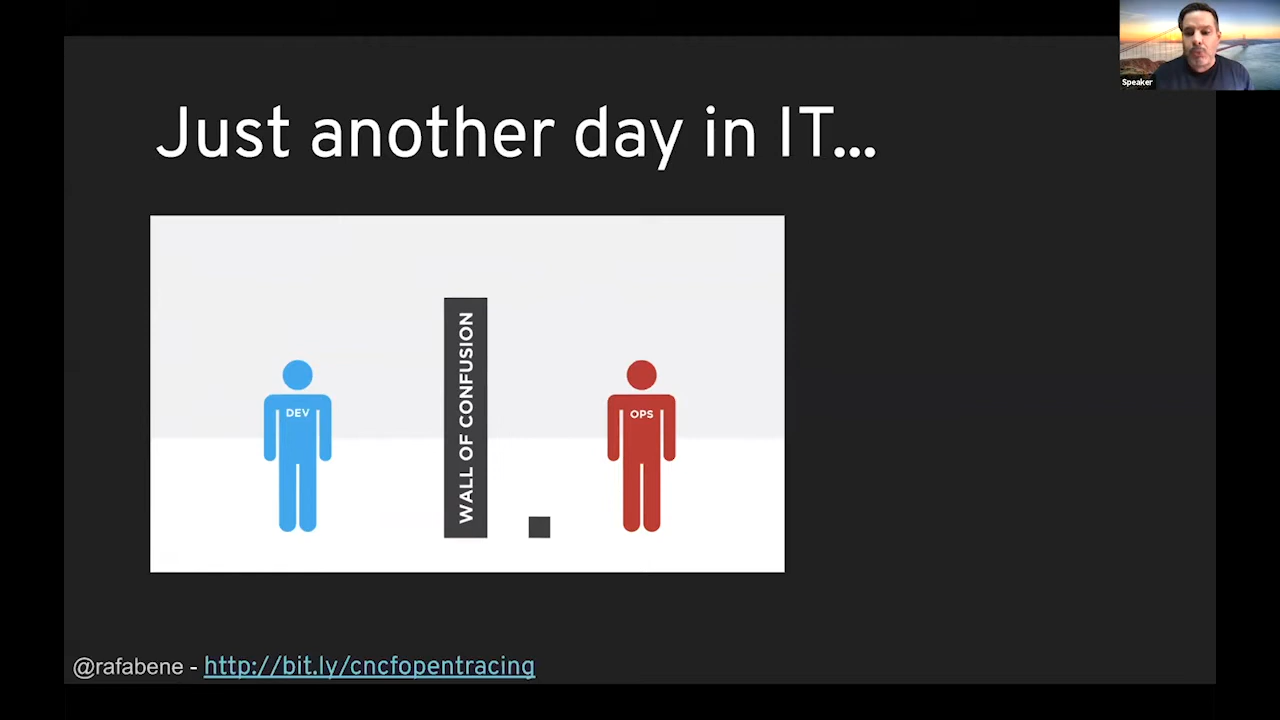 Speaker
Just another day in IT...
DEV
WALL OF CONFUSION
OPS
@rafabene - http://bit.ly/cncfopentracing